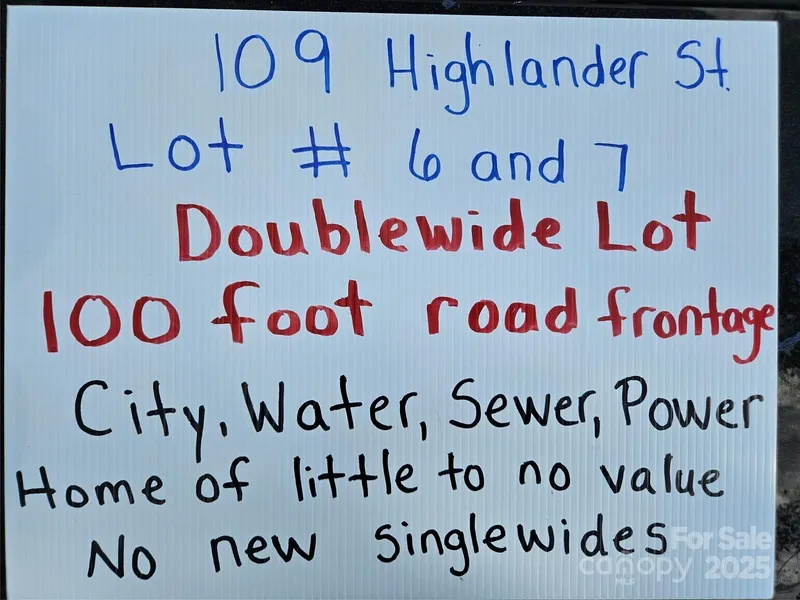 109 Highlander St.
Lot # 6 and 7
Doublewide Lot
100 foot road frontage
City, Water, Sewer, Power
Home of little to no value
No new singlewides
For Sale
canopy 2025
MLS